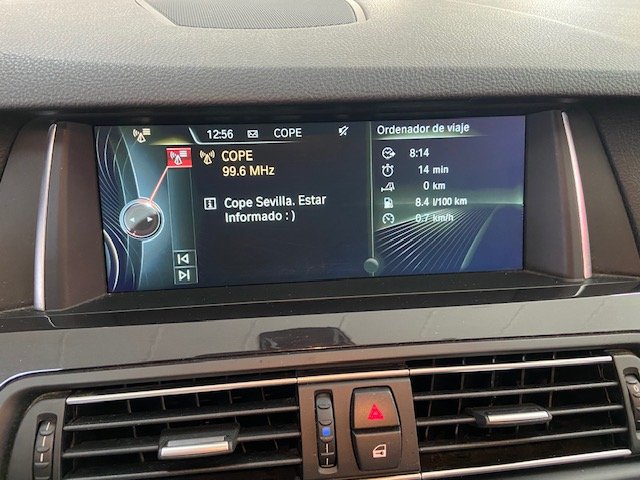 12:56 COPE
COPE
99.6 MHz
Cope Sevilla. Estar
Informado : )
Ordenador de viaje
8:14
14 min
0 km
8.4 l/100 km
0.7 km/h